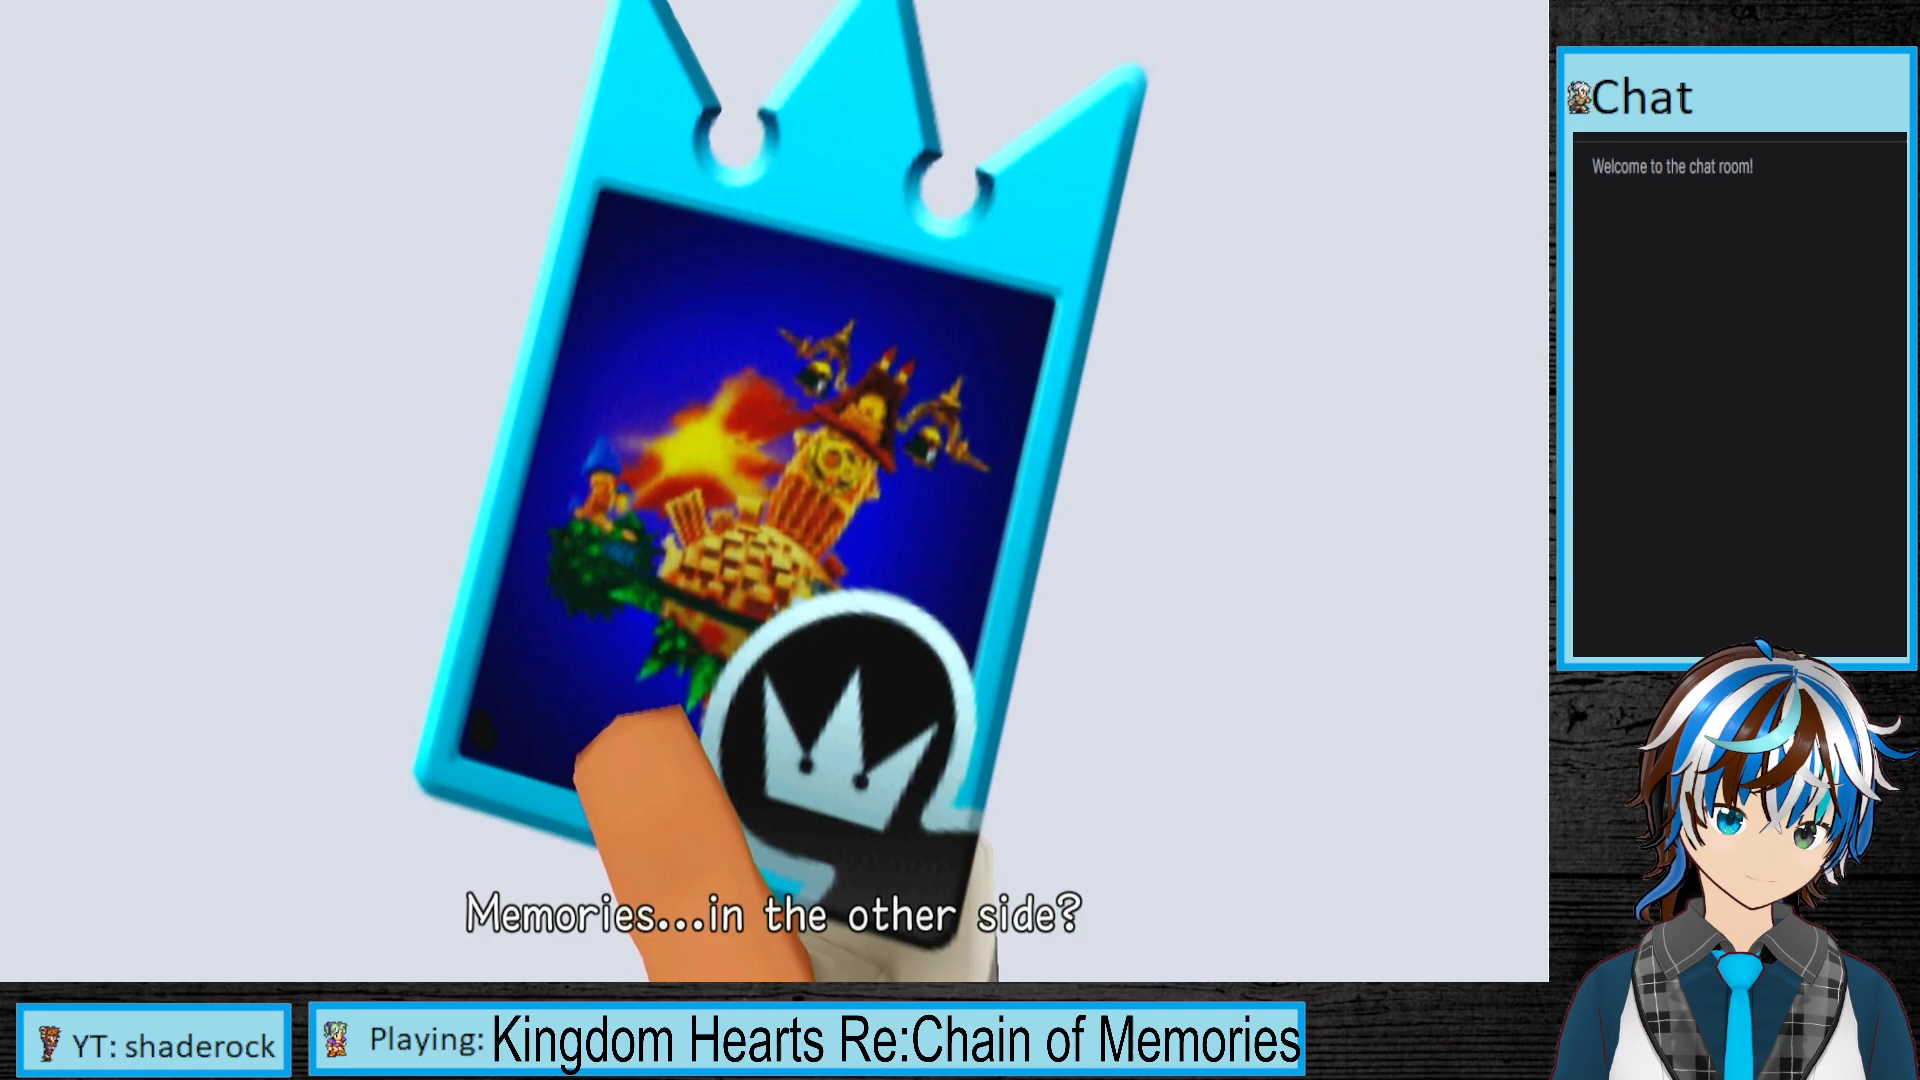 Chat
Welcome to the chat room!
Memories...in the other side?
YT: shaderock
Playing: Kingdom Hearts Re:Chain of Memories